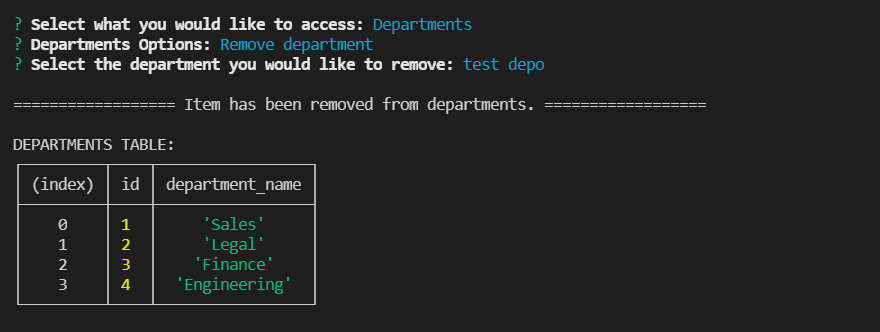 ? Select what you would like to access: Departments
? Departments Options: Remove department
? Select the department you would like to remove: test depo
================== Item has been removed from departments. ==================
DEPARTMENTS TABLE:
(index) id department_name
0 1 'Sales'
1 2 'Legal'
2 3 'Finance'
3 4 'Engineering'